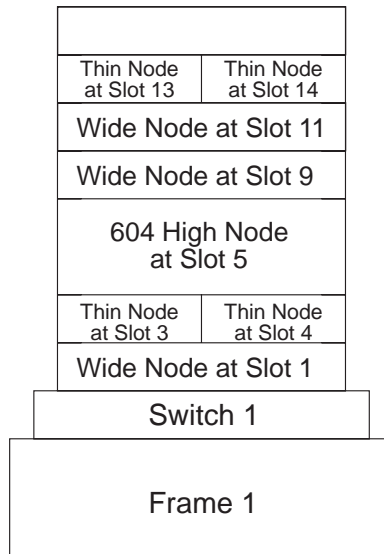 Thin Node
at Slot 13
Thin Node
at Slot 14
Wide Node at Slot 11
Wide Node at Slot 9
604 High Node
at Slot 5
Thin Node
at Slot 3
Thin Node
at Slot 4
Wide Node at Slot 1
Switch 1
Frame 1